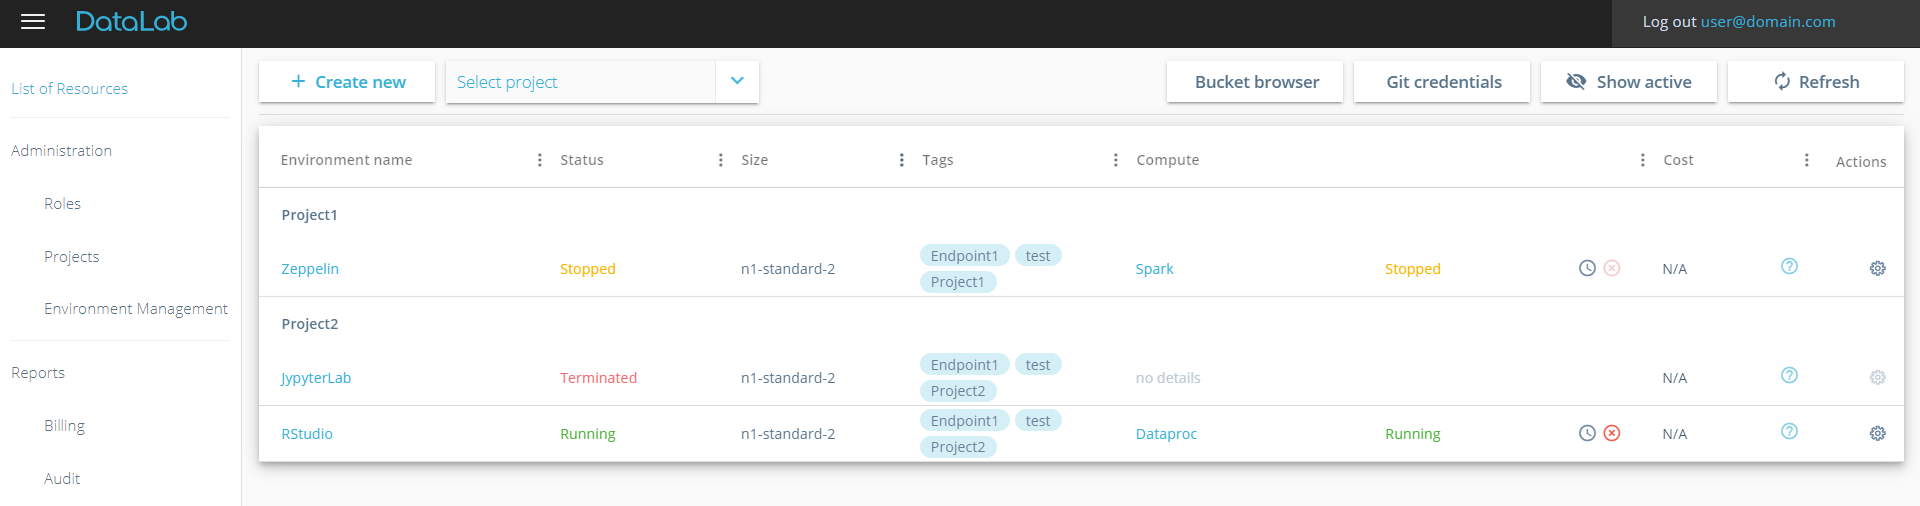 DataLab
Log out user@domain.com
List of Resources
Administration
Roles
Projects
Environment Management
Reports
Billing
Audit
+ Create new
Select project
Bucket browser
Git credentials
Show active
Refresh
Environment name Status Size Tags Compute Cost Actions
Project1
Zeppelin Stopped n1-standard-2 Endpoint1 test Project1 Spark Stopped N/A
Project2
JypyterLab Terminated n1-standard-2 Endpoint1 test Project2 no details N/A
RStudio Running n1-standard-2 Endpoint1 test Project2 Dataproc Running N/A